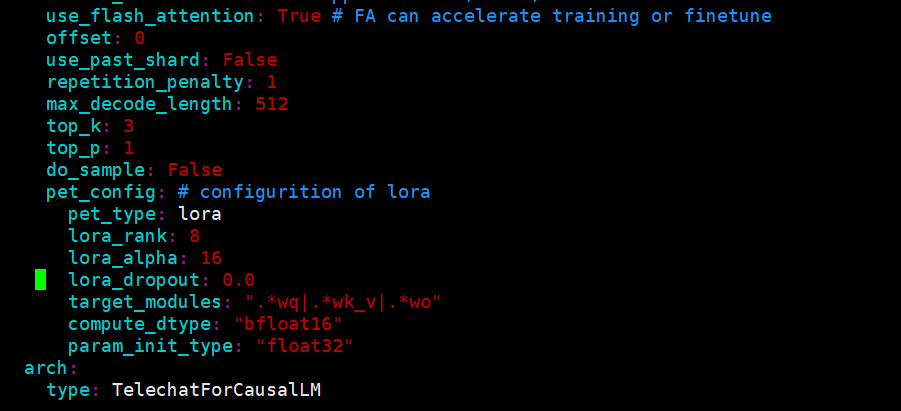 use_flash_attention: True # FA can accelerate training or finetune
offset: 0
use_past_shard: False
repetition_penalty: 1
max_decode_length: 512
top_k: 3
top_p: 1
do_sample: False
pet_config: # configurition of lora
pet_type: lora
lora_rank: 8
lora_alpha: 16
lora_dropout: 0.0
target_modules: ".*wq|.*wk_v|.*wo"
compute_dtype: "bfloat16"
param_init_type: "float32"
arch:
type: TelechatForCausalLM